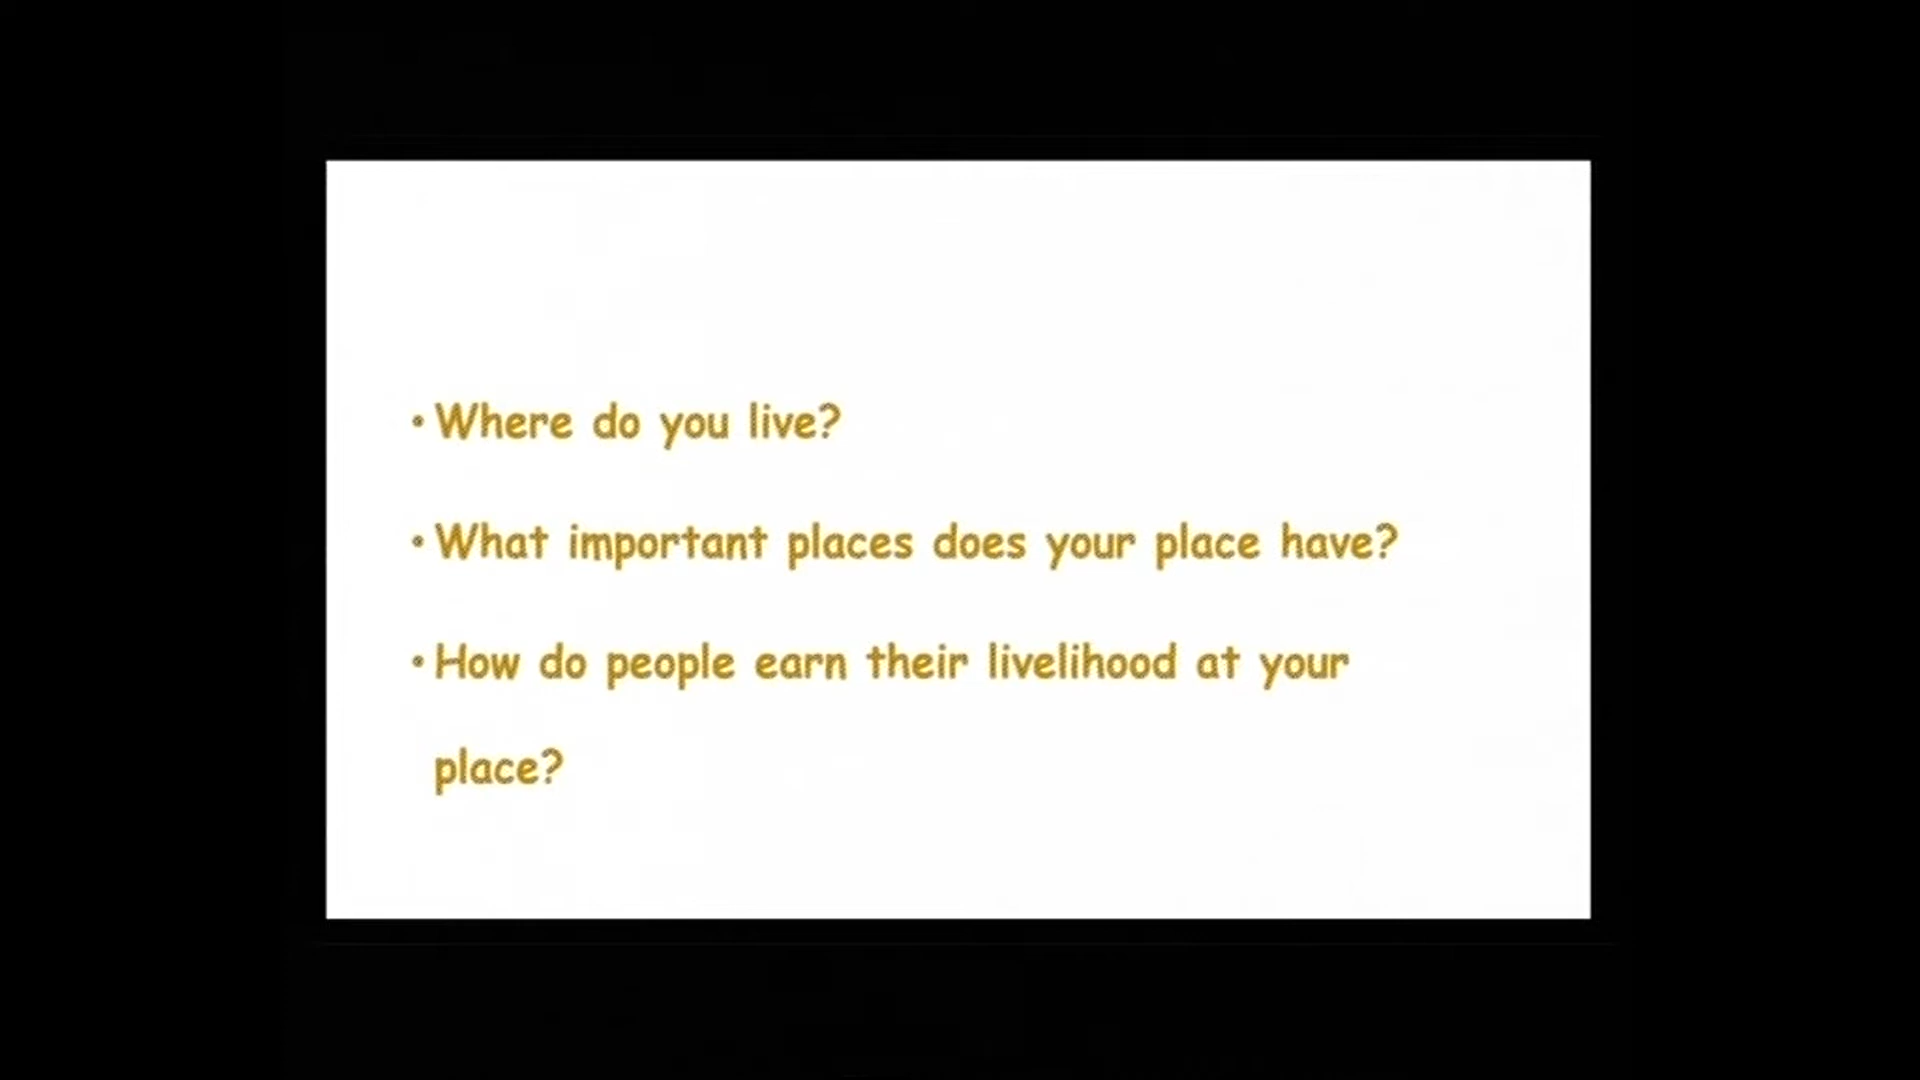 • Where do you live?
• What important places does your place have?
• How do people earn their livelihood at your
place?